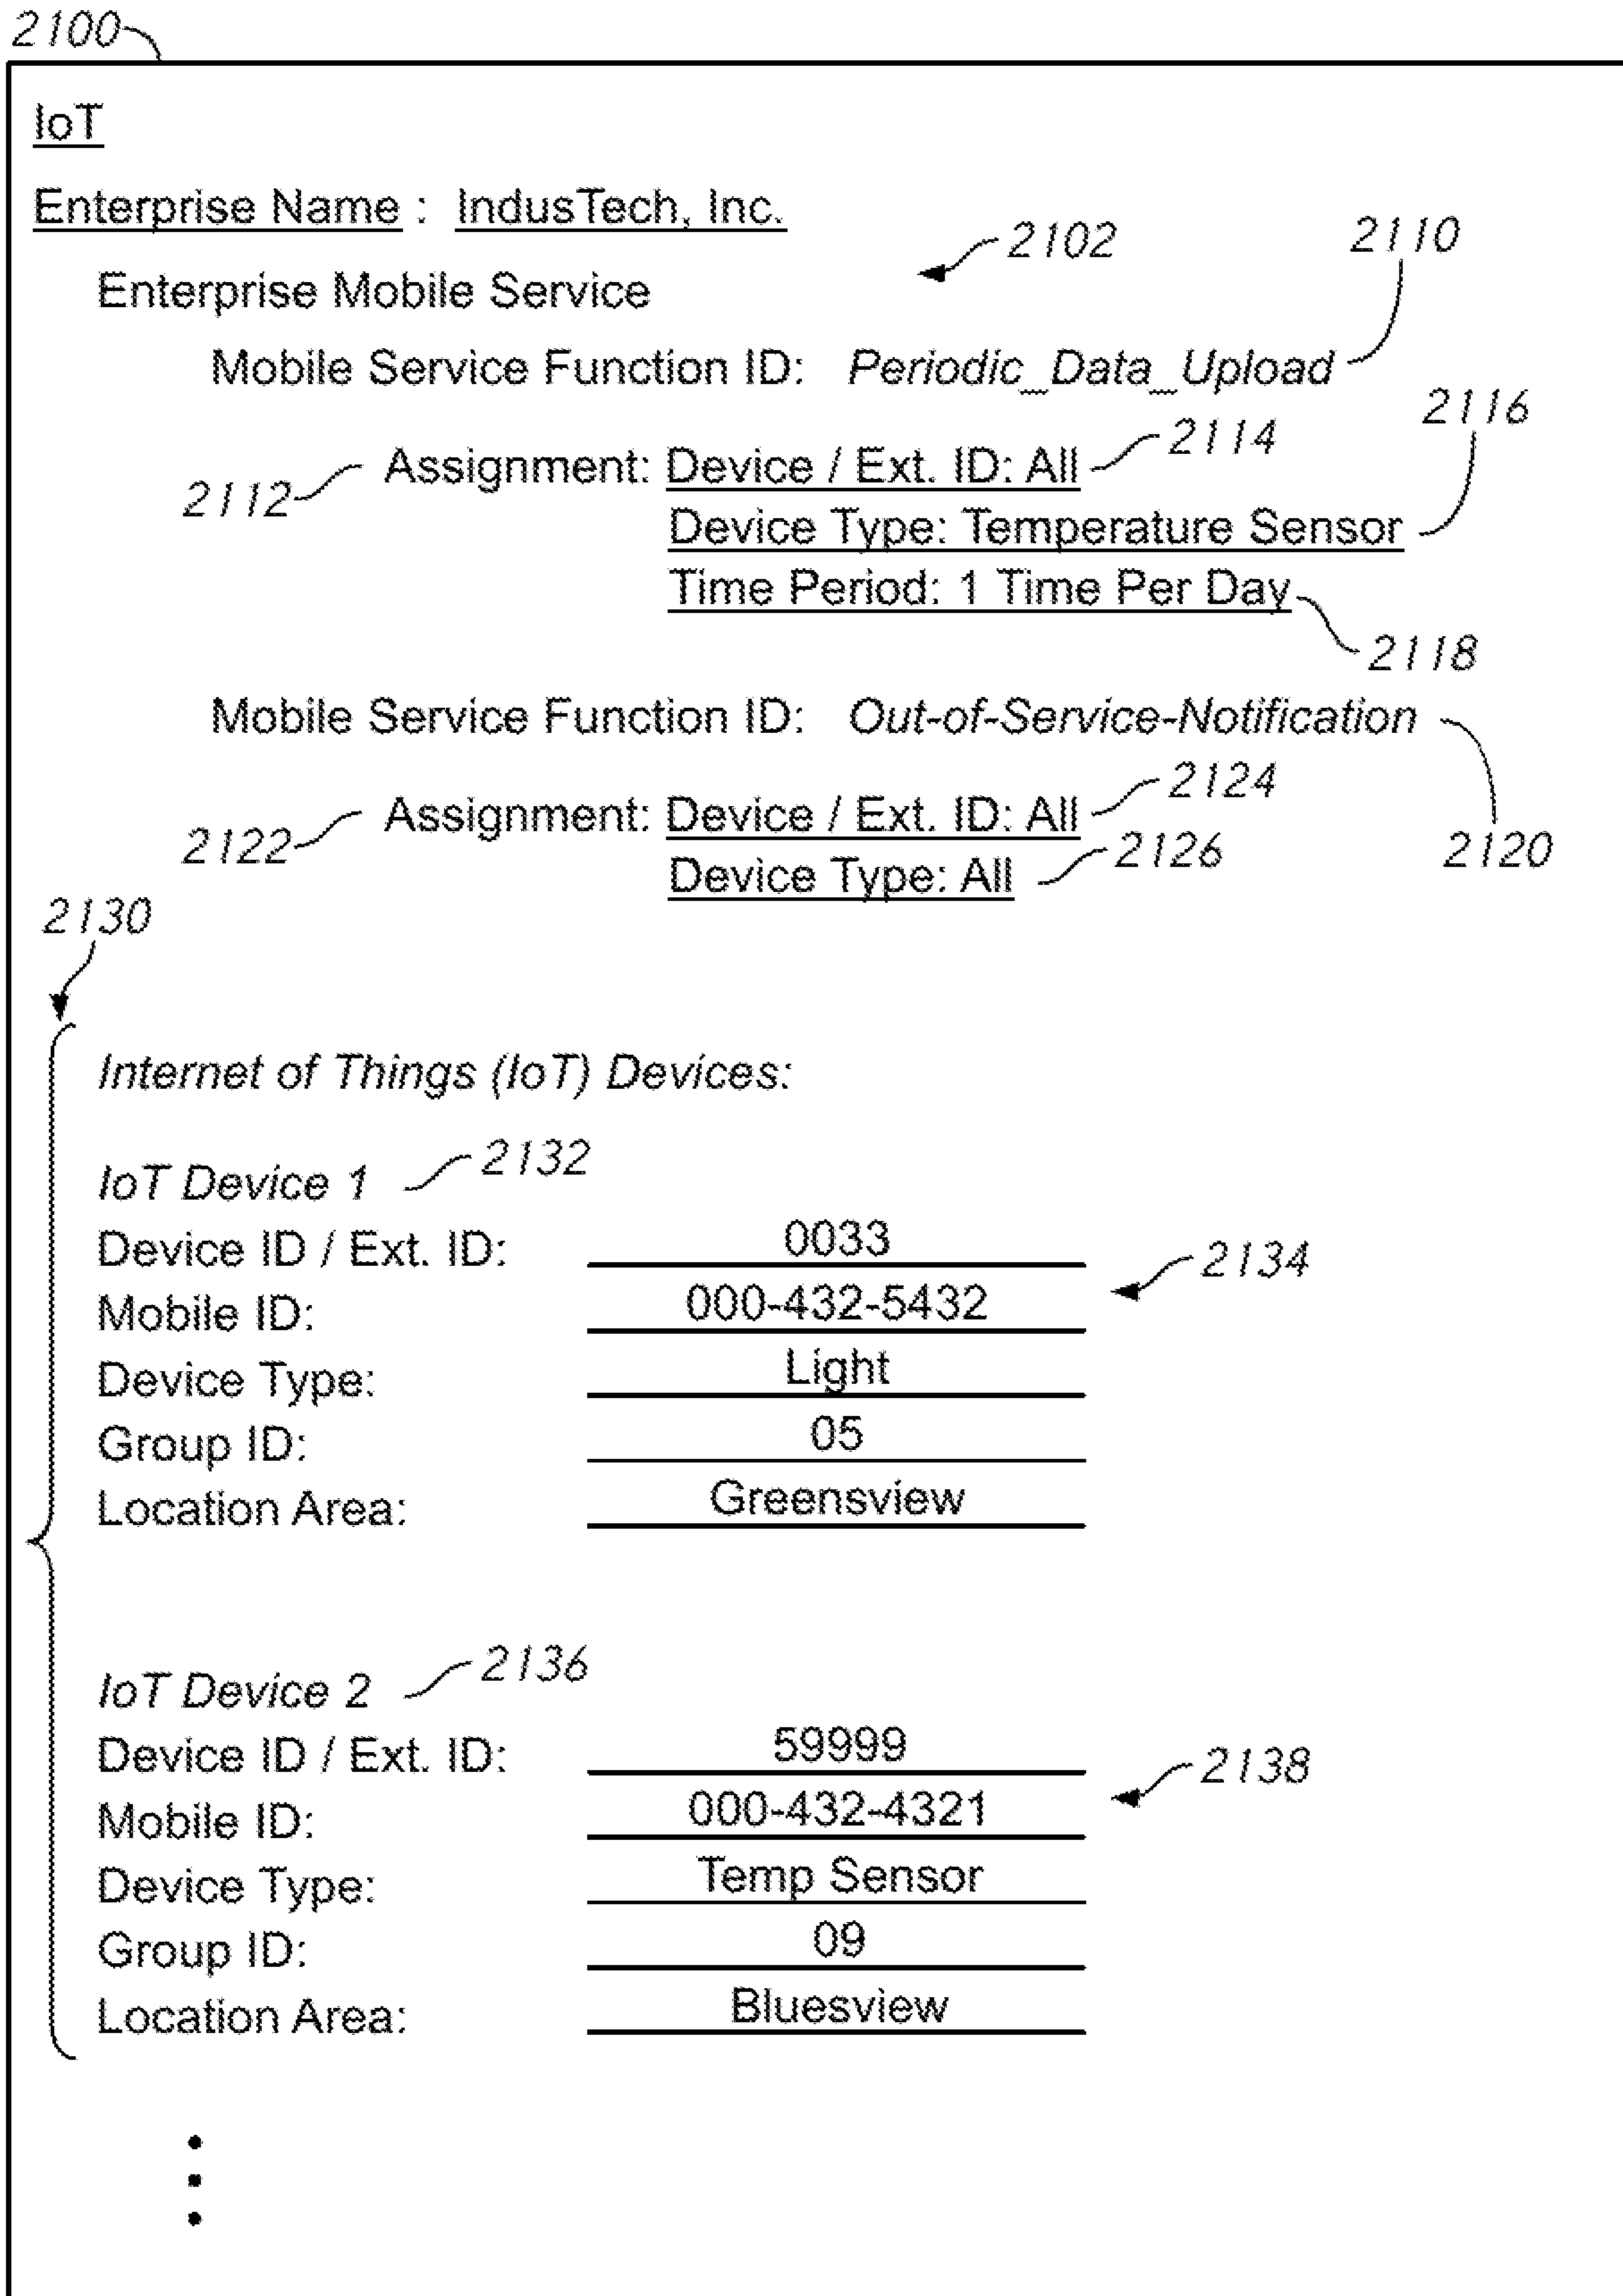 2100
IoT
Enterprise Name : IndusTech, Inc.
2102
2110
Enterprise Mobile Service
Mobile Service Function ID: Periodic_Data_Upload
2116
2112 Assignment: Device / Ext. ID: All 2114
Device Type: Temperature Sensor
Time Period: 1 Time Per Day
2118
Mobile Service Function ID: Out-of-Service-Notification
2122 Assignment: Device / Ext. ID: All 2124
Device Type: All 2126 2120
2130
Internet of Things (IoT) Devices:
IoT Device 1 2132
Device ID / Ext. ID: 0033
2134
Mobile ID: 000-432-5432
Device Type: Light
Group ID: 05
Location Area: Greensview
IoT Device 2 2136
Device ID / Ext. ID: 59999
2138
Mobile ID: 000-432-4321
Device Type: Temp Sensor
Group ID: 09
Location Area: Bluesview